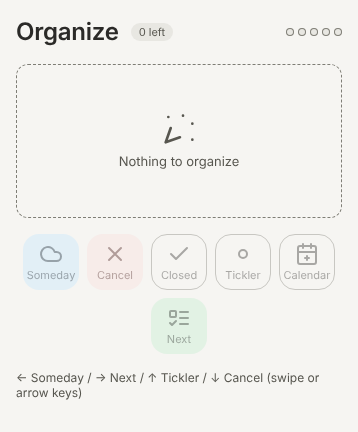 Organize 0 left
Nothing to organize
Someday Cancel Closed Tickler Calendar
Next
← Someday / → Next / ↑ Tickler / ↓ Cancel (swipe or
arrow keys)